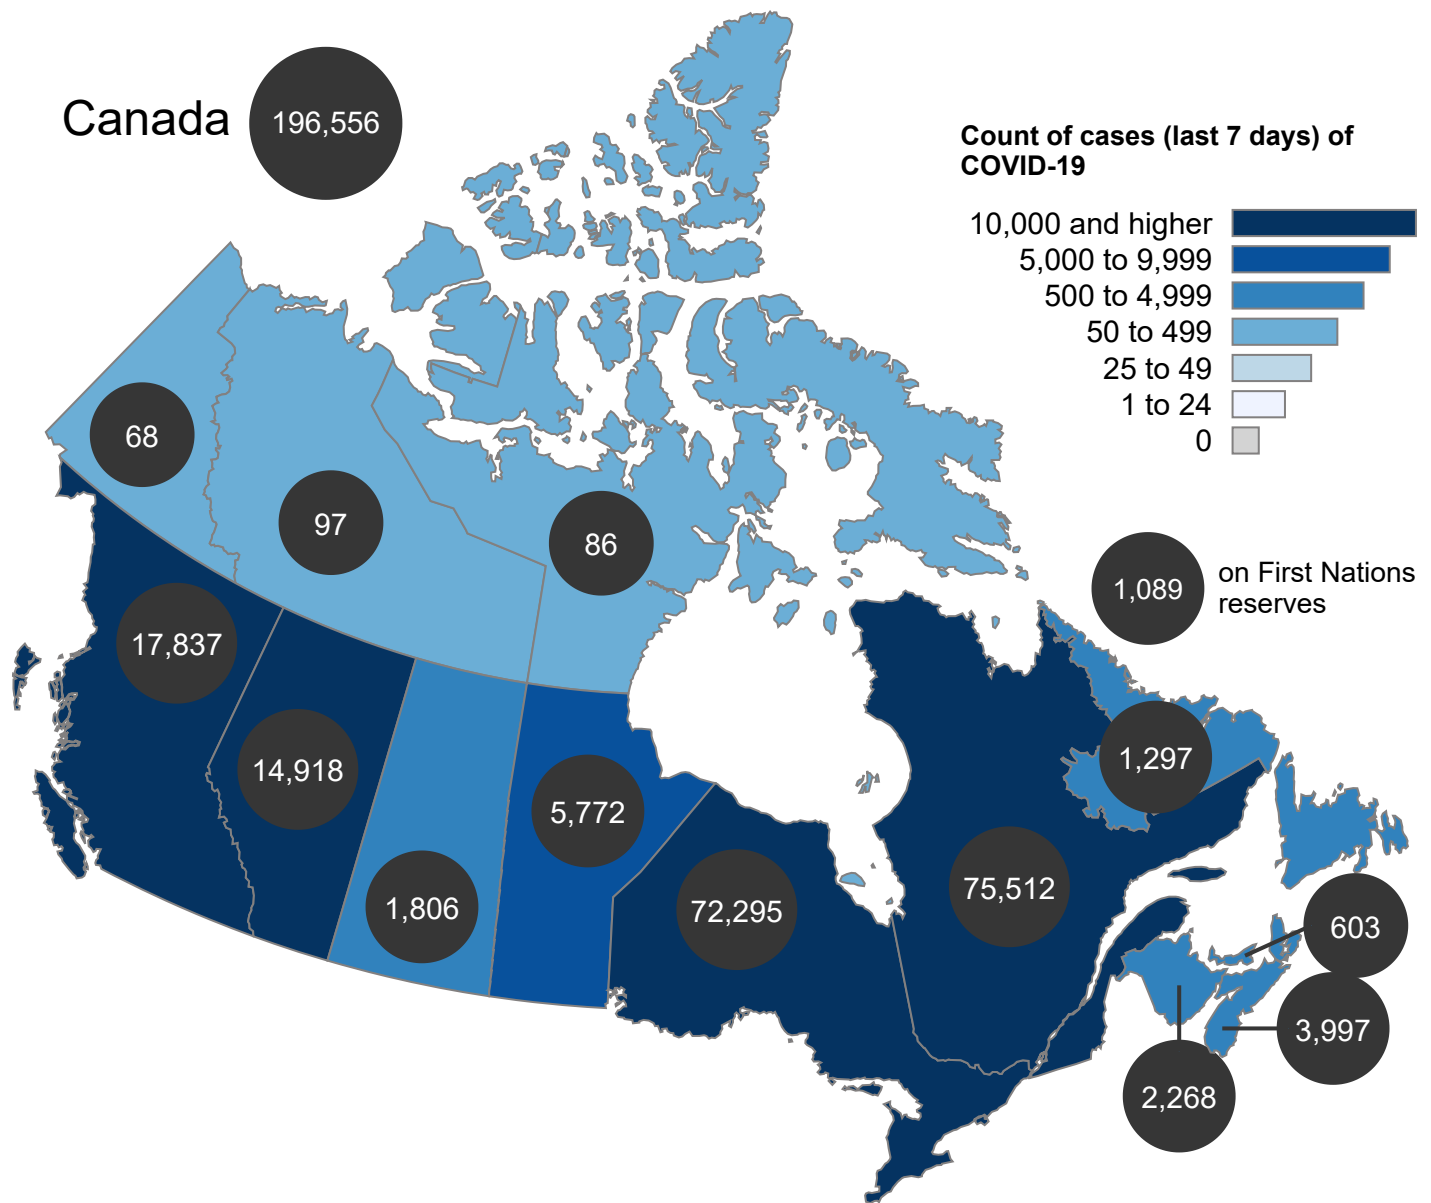 Canada
196,556
Count of cases (last 7 days) of
COVID-19
10,000 and higher
5,000 to 9,999
500 to 4,999
50 to 499
25 to 49
1 to 24
0
68
97
86
1,089
on First Nations
reserves
17,837
14,918
1,806
5,772
72,295
75,512
1,297
603
3,997
2,268